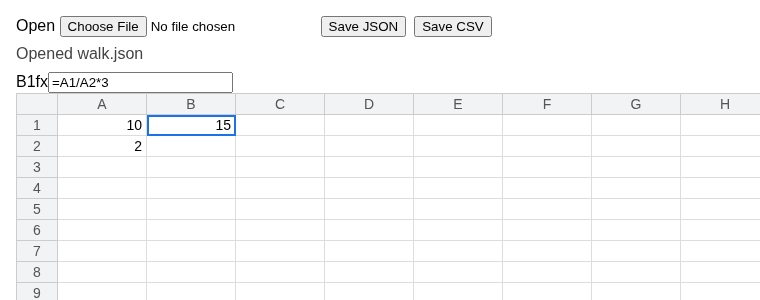 Open Choose File No file chosen Save JSON Save CSV
Opened walk.json
B1fx =A1/A2*3
A B C D E F G H
1 10 15
2 2
3
4
5
6
7
8
9